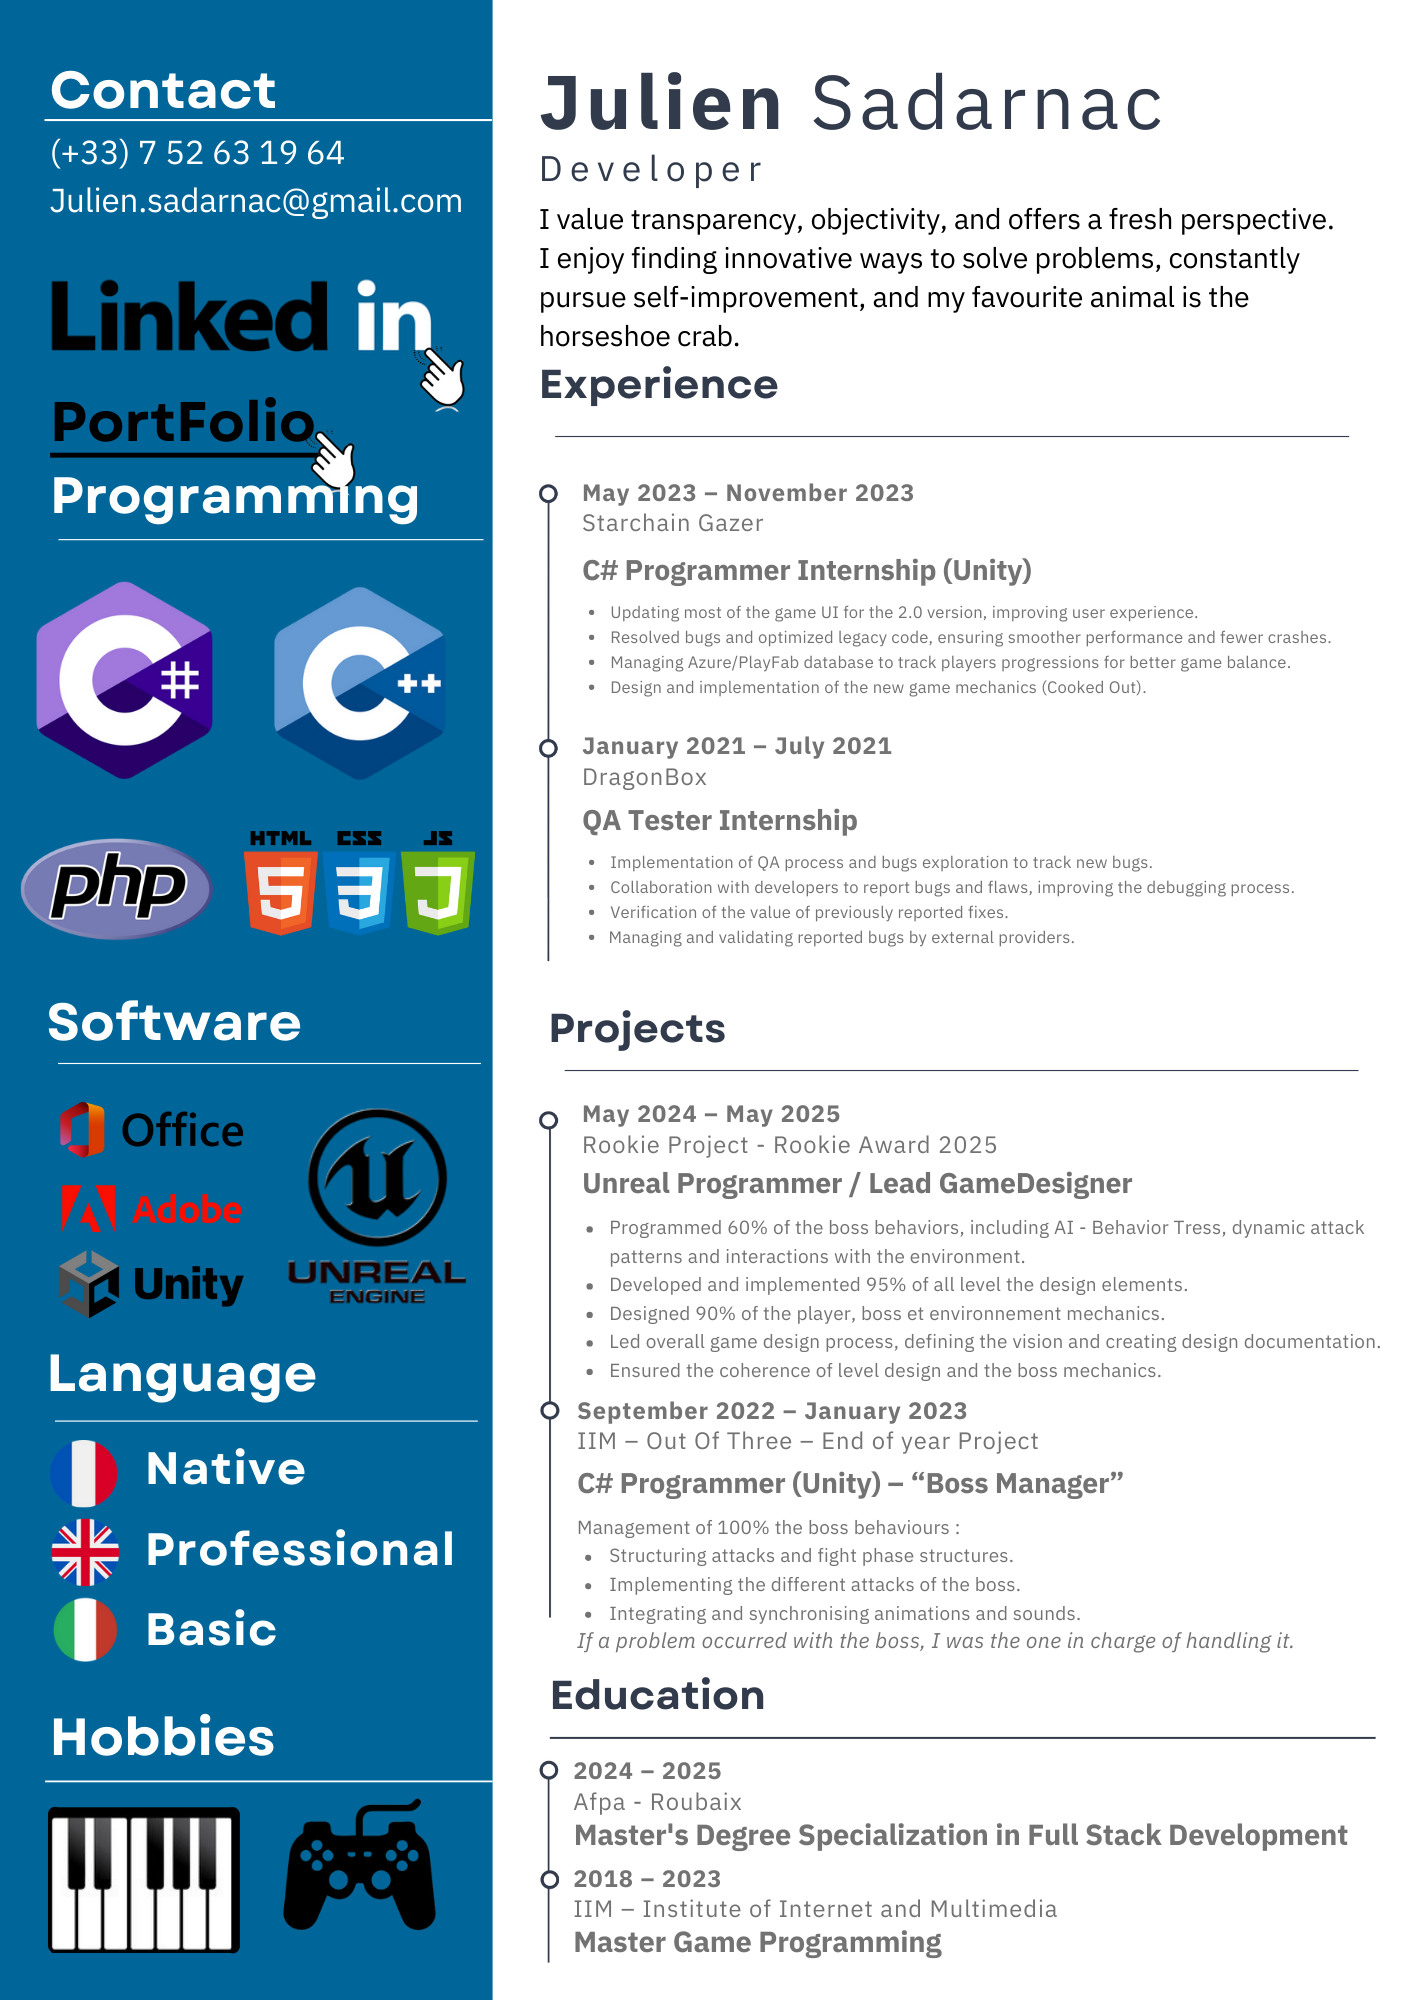 Contact
(+33) 7 52 63 19 64
Julien.sadarnac@gmail.com
Linked in
PortFolio
Programming
C#
C++
php
HTML CSS JS
5 3 J
Software
Office
Adobe
Unity
UNREAL
ENGINE
Language
Native
Professional
Basic
Hobbies
Julien Sadarnac
Developer
I value transparency, objectivity, and offers a fresh perspective.
I enjoy finding innovative ways to solve problems, constantly
pursue self-improvement, and my favourite animal is the
horseshoe crab.
Experience
May 2023 – November 2023
Starchain Gazer
C# Programmer Internship (Unity)
• Updating most of the game UI for the 2.0 version, improving user experience.
• Resolved bugs and optimized legacy code, ensuring smoother performance and fewer crashes.
• Managing Azure/PlayFab database to track players progressions for better game balance.
• Design and implementation of the new game mechanics (Cooked Out).
January 2021 – July 2021
DragonBox
QA Tester Internship
• Implementation of QA process and bugs exploration to track new bugs.
• Collaboration with developers to report bugs and flaws, improving the debugging process.
• Verification of the value of previously reported fixes.
• Managing and validating reported bugs by external providers.
Projects
May 2024 – May 2025
Rookie Project - Rookie Award 2025
Unreal Programmer / Lead GameDesigner
• Programmed 60% of the boss behaviors, including AI - Behavior Tress, dynamic attack
patterns and interactions with the environment.
• Developed and implemented 95% of all level the design elements.
• Designed 90% of the player, boss et environnement mechanics.
• Led overall game design process, defining the vision and creating design documentation.
• Ensured the coherence of level design and the boss mechanics.
September 2022 – January 2023
IIM – Out Of Three – End of year Project
C# Programmer (Unity) – “Boss Manager”
Management of 100% the boss behaviours :
• Structuring attacks and fight phase structures.
• Implementing the different attacks of the boss.
• Integrating and synchronising animations and sounds.
If a problem occurred with the boss, I was the one in charge of handling it.
Education
2024 – 2025
Afpa - Roubaix
Master's Degree Specialization in Full Stack Development
2018 – 2023
IIM – Institute of Internet and Multimedia
Master Game Programming